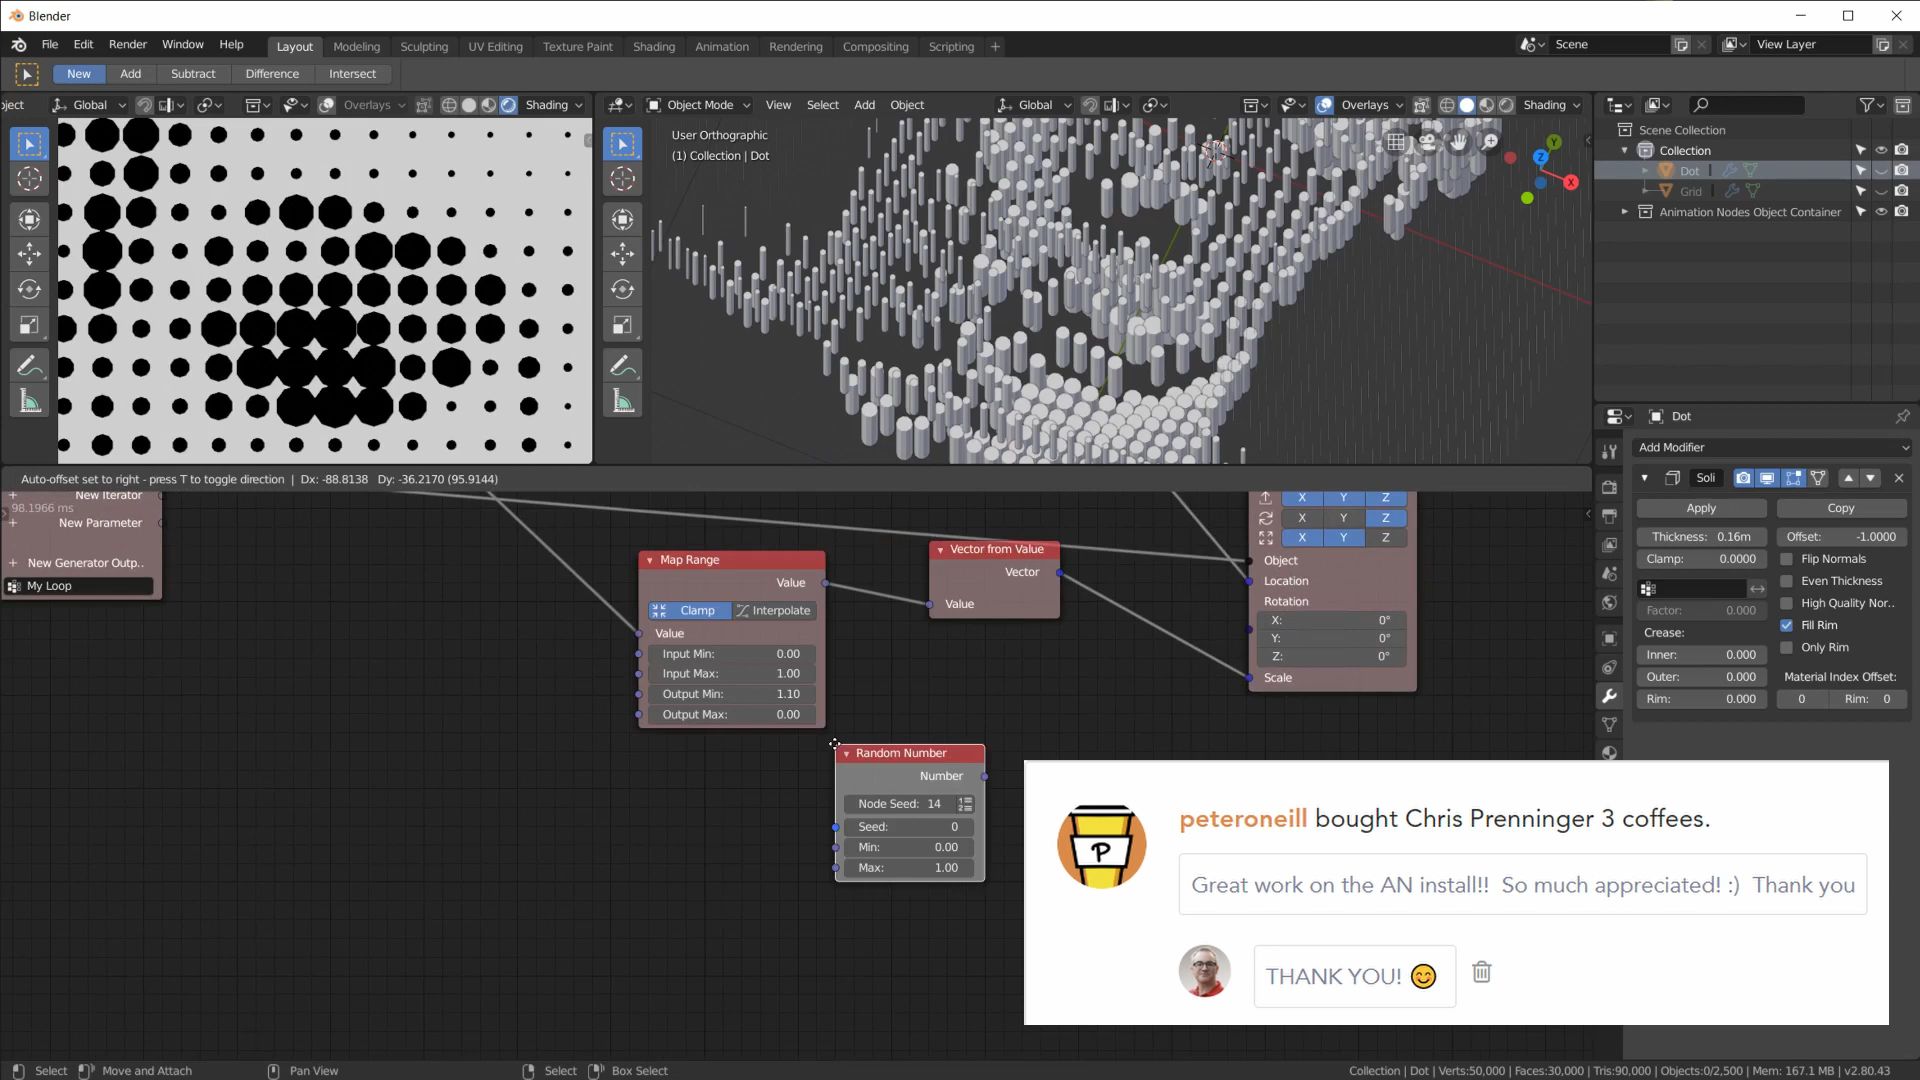 Blender
File Edit Render Window Help Layout Modeling Sculpting UV Editing Texture Paint Shading Animation Rendering Compositing Scripting + Scene View Layer
New Add Subtract Difference Intersect
ject Global Overlays Shading
Object Mode View Select Add Object Global Overlays Shading
User Orthographic
(1) Collection | Dot
Y
Z
X
Scene Collection
Collection
Dot
Grid
Animation Nodes Object Container
Dot
Add Modifier
Soli
Apply Copy
Thickness: 0.16m Offset: -1.0000
Clamp: 0.0000 Flip Normals
Even Thickness
Factor: 0.000 High Quality Nor..
Crease: Fill Rim
Inner: 0.000 Only Rim
Outer: 0.000 Material Index Offset:
Rim: 0.000 0 Rim: 0
Auto-offset set to right - press T to toggle direction | Dx: -88.8138 Dy: -36.2170 (95.9144)
New Iterator
98.1966 ms
New Parameter
New Generator Outp..
My Loop
Map Range
Value
Clamp Interpolate
Value
Input Min: 0.00
Input Max: 1.00
Output Min: 1.10
Output Max: 0.00
Vector from Value
Vector
Value
X Y Z
X Y Z
X Y Z
Object
Location
Rotation
X: 0°
Y: 0°
Z: 0°
Scale
Random Number
Number
Node Seed: 14
Seed: 0
Min: 0.00
Max: 1.00
peteroneill bought Chris Prenninger 3 coffees.
P
Great work on the AN install!! So much appreciated! :) Thank you
THANK YOU! 😊
Select Move and Attach Pan View Select Box Select
Collection | Dot | Verts:50,000 | Faces:30,000 | Tris:90,000 | Objects:0/2,500 | Mem: 167.1 MB | v2.80.43